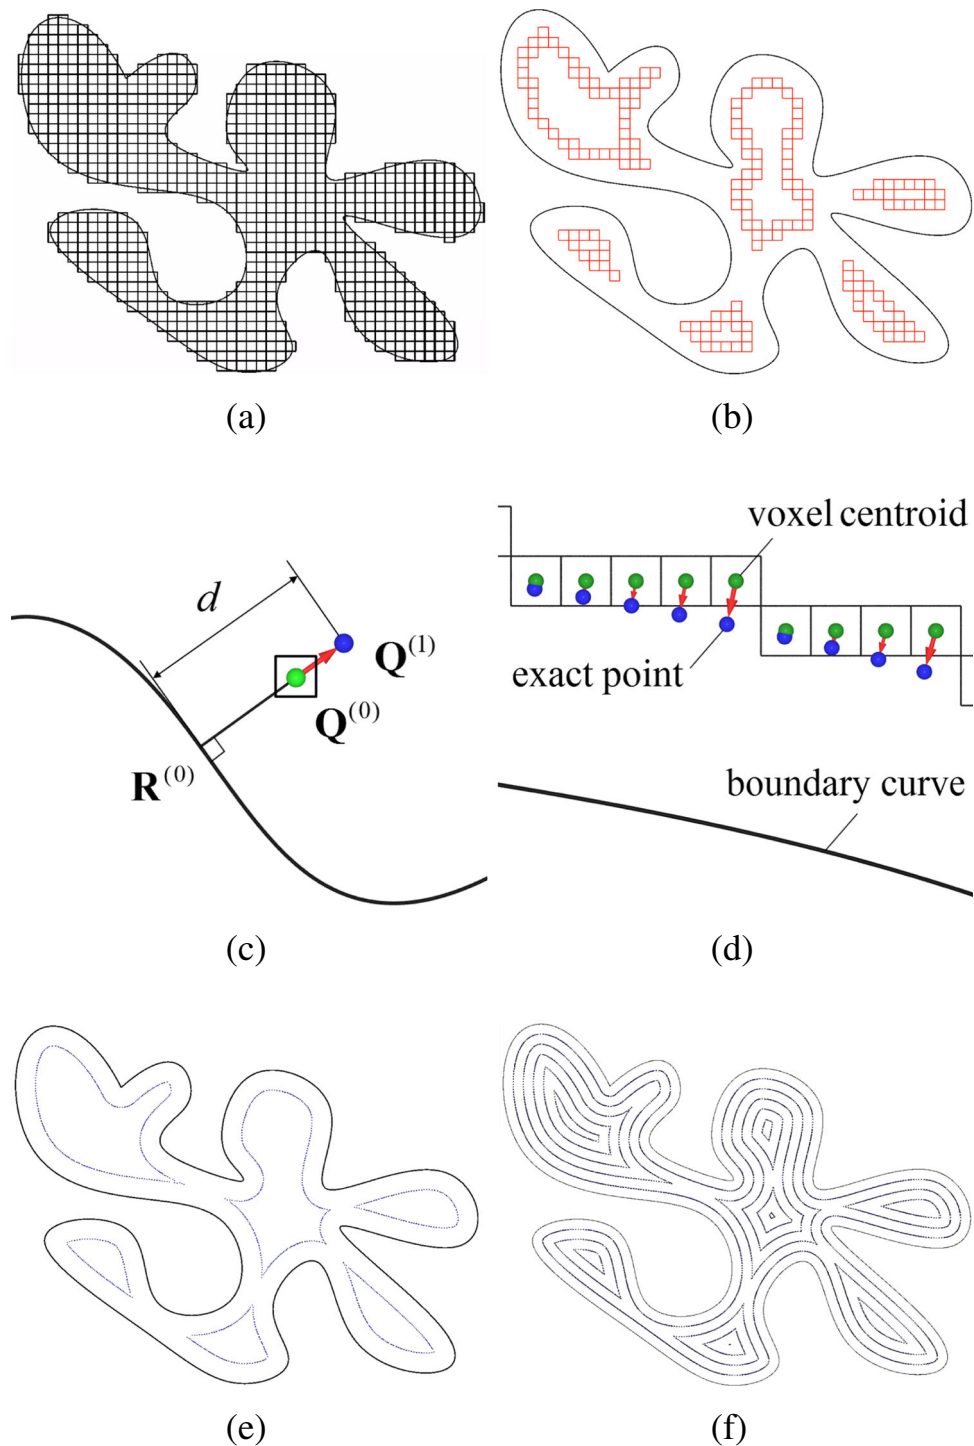 (a)
(b)
d
Q(1)
Q(0)
R(0)
(c)
voxel centroid
exact point
boundary curve
(d)
(e)
(f)